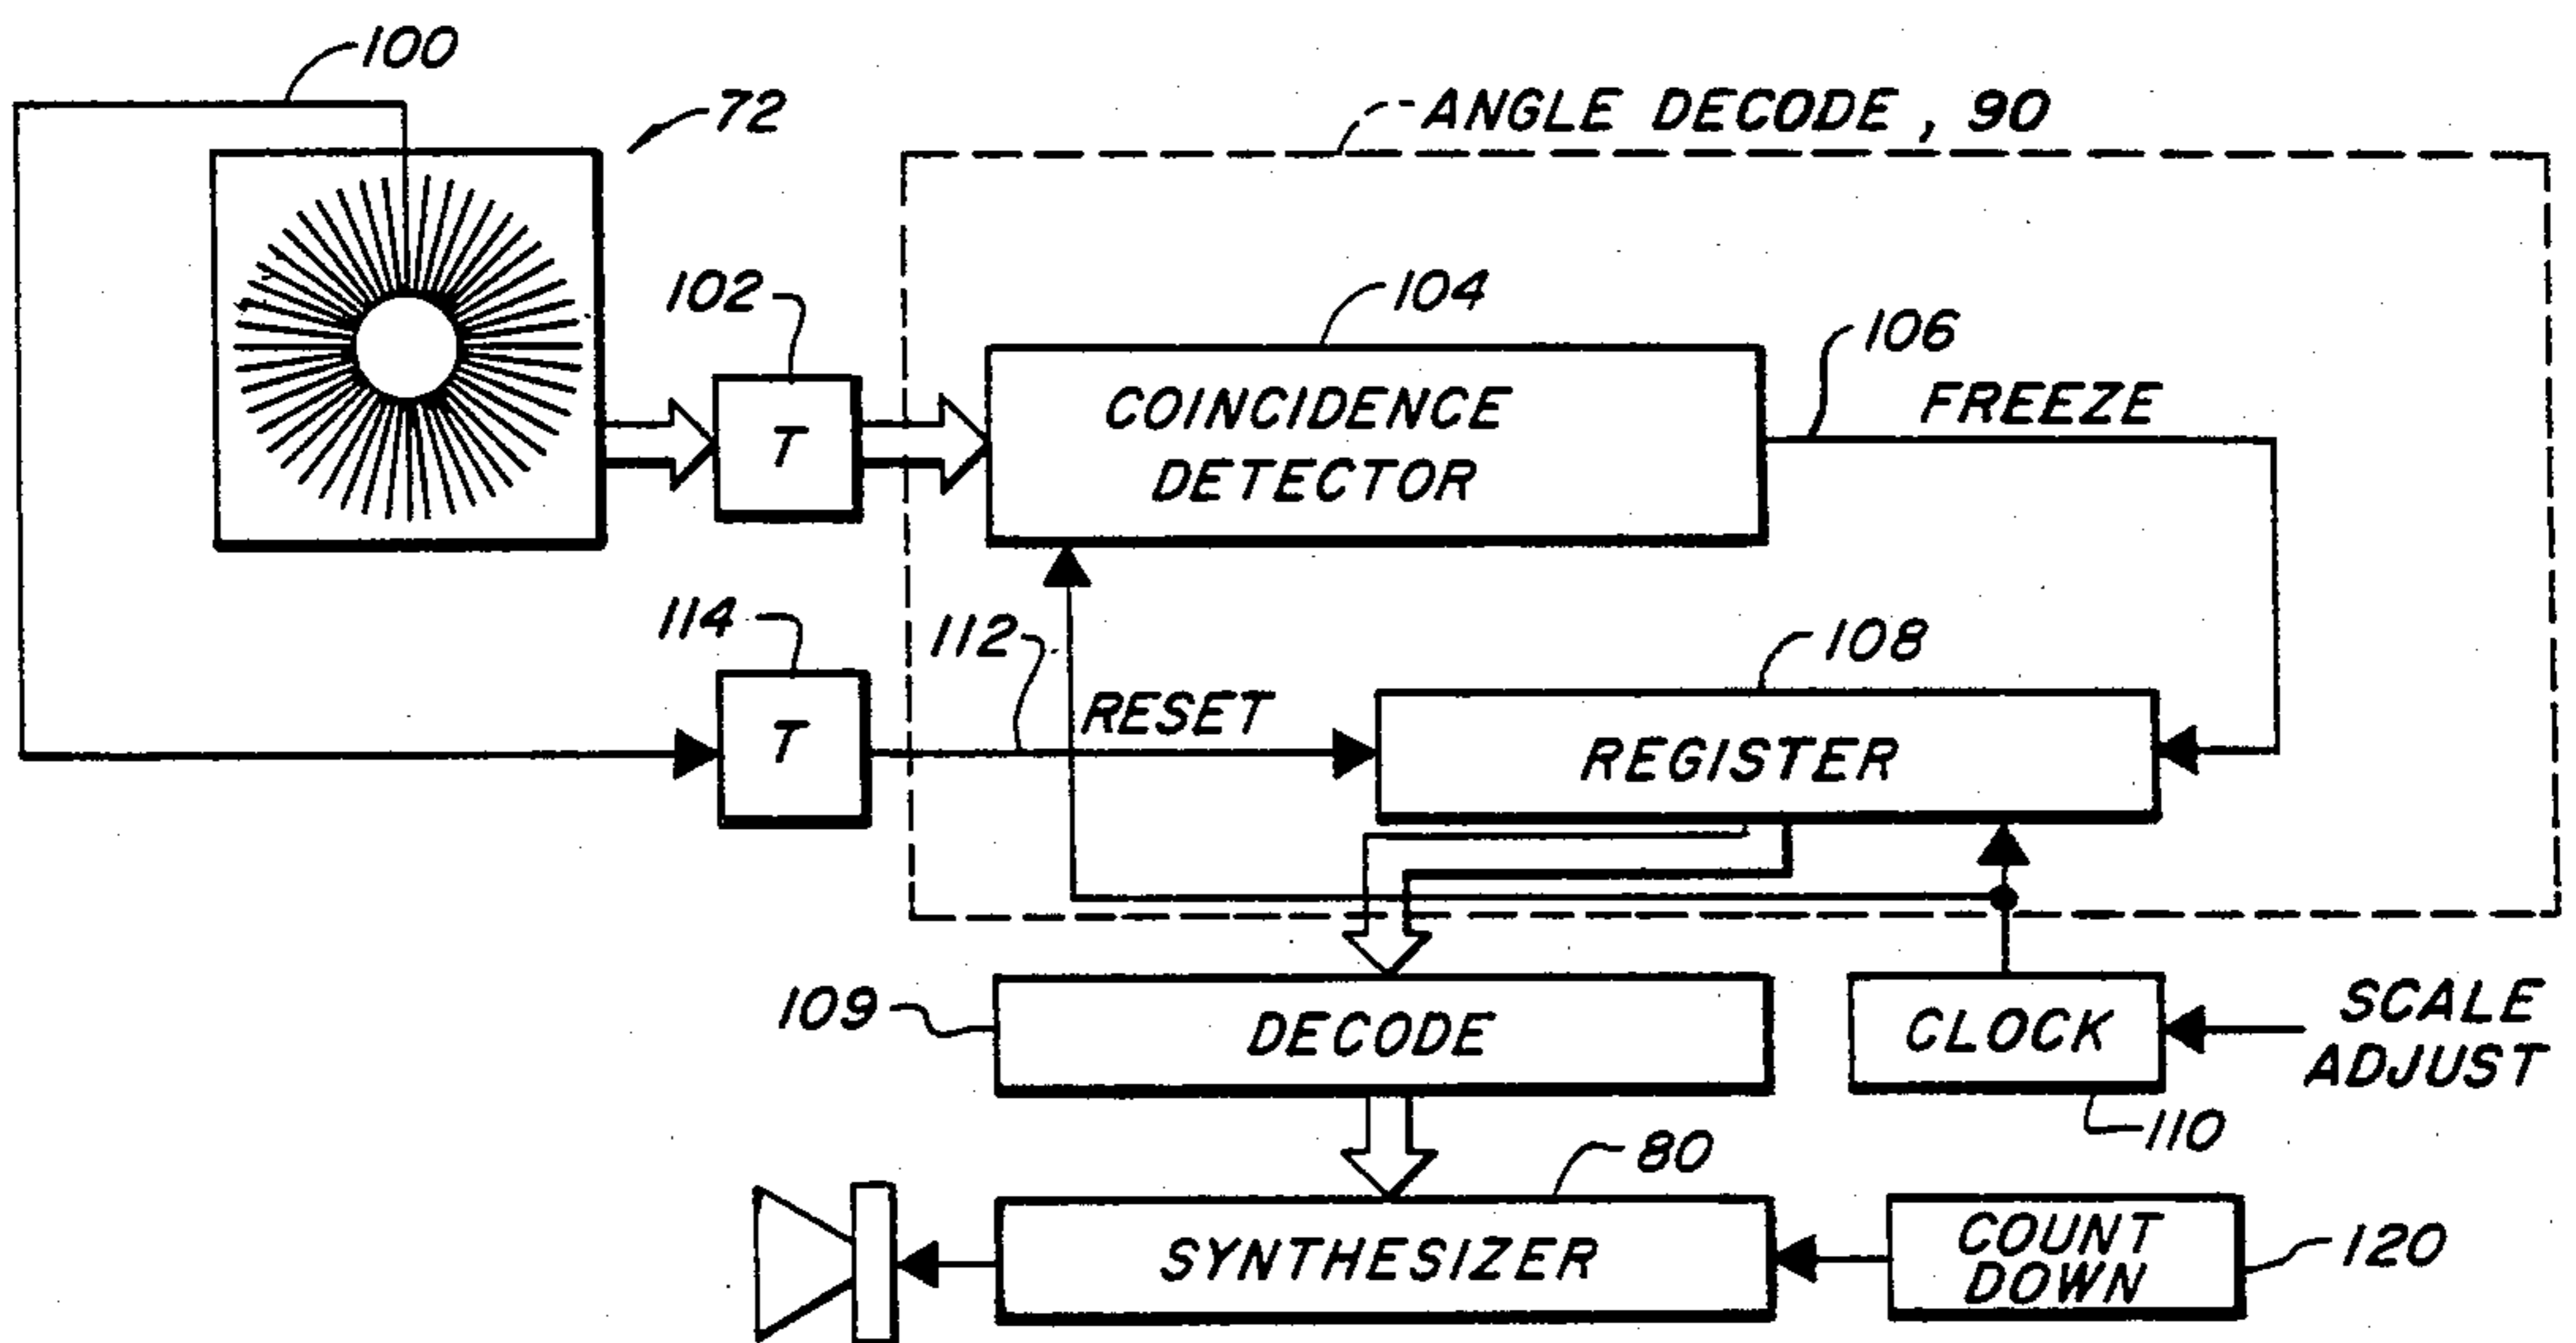 100
72
ANGLE DECODE, 90
102
104
106
T
COINCIDENCE
DETECTOR
FREEZE
114
112
108
T
RESET
REGISTER
109
DECODE
CLOCK
SCALE
ADJUST
110
80
SYNTHESIZER
COUNT
DOWN
120